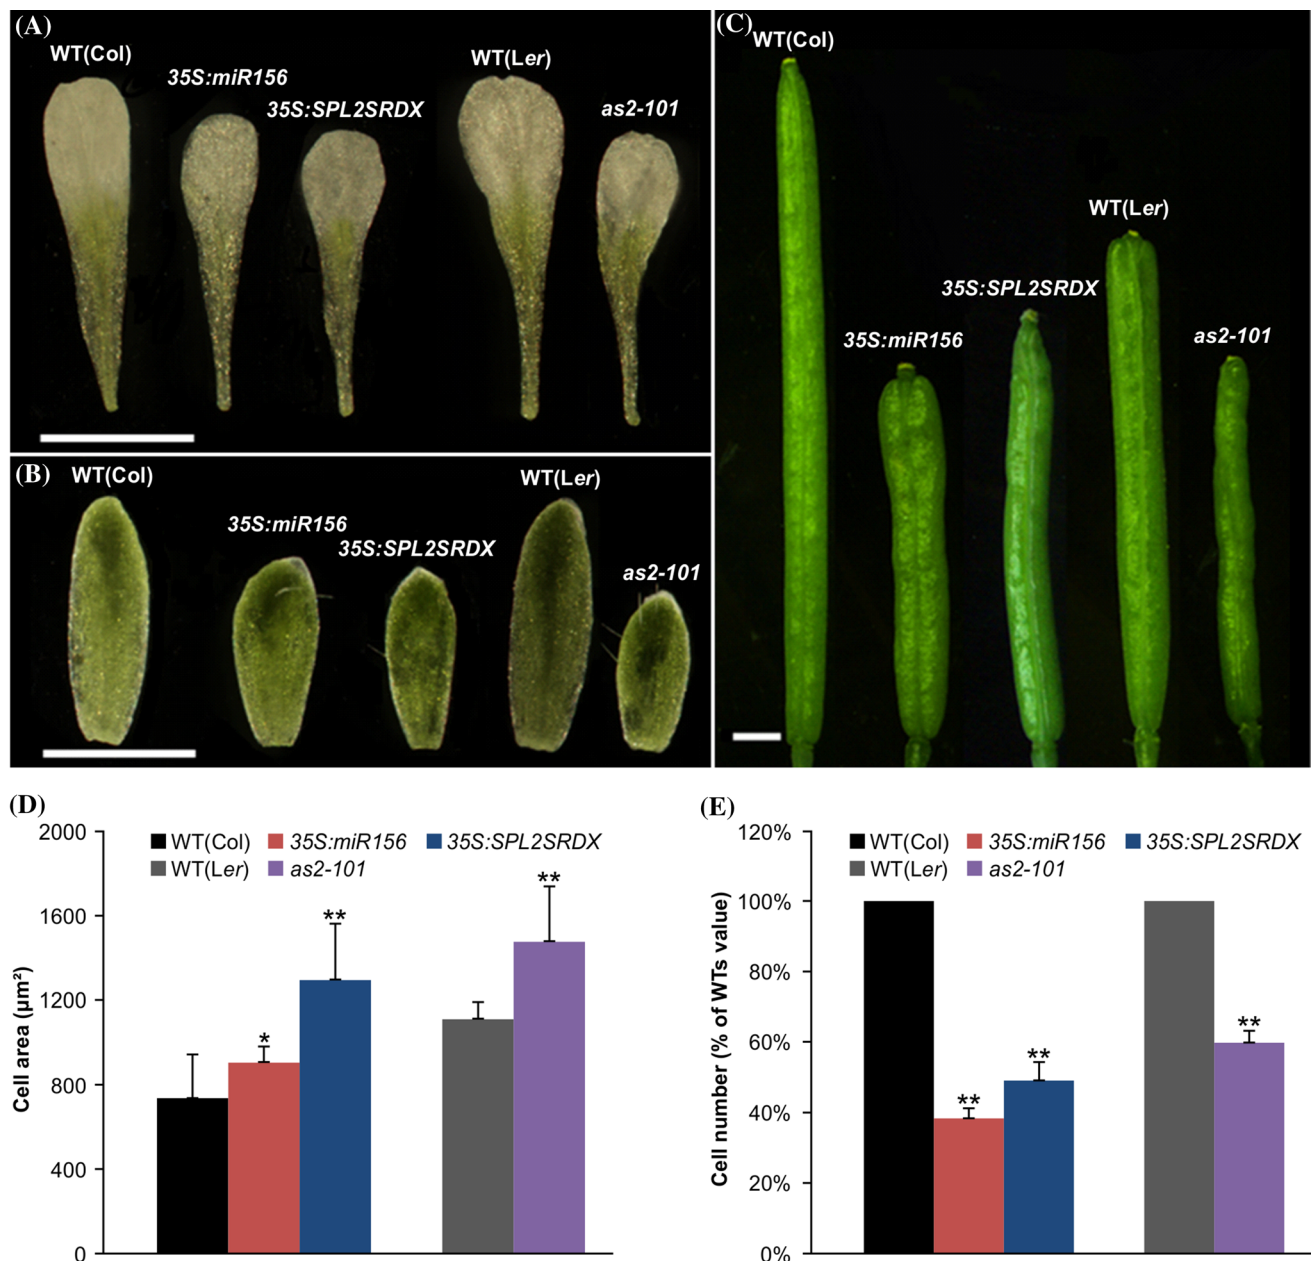 (A)
WT(Col)
35S:miR156
35S:SPL2SRDX
WT(Ler)
as2-101
(B)
WT(Col)
35S:miR156
35S:SPL2SRDX
WT(Ler)
as2-101
(C)
WT(Col)
35S:miR156
35S:SPL2SRDX
WT(Ler)
as2-101
(D)
WT(Col) 35S:miR156 35S:SPL2SRDX
WT(Ler) as2-101
Cell area (µm²)
2000
1600
1200
800
400
0
*
**
**
(E)
WT(Col) 35S:miR156 35S:SPL2SRDX
WT(Ler) as2-101
Cell number (% of WTs value)
120%
100%
80%
60%
40%
20%
0%
**
**
**